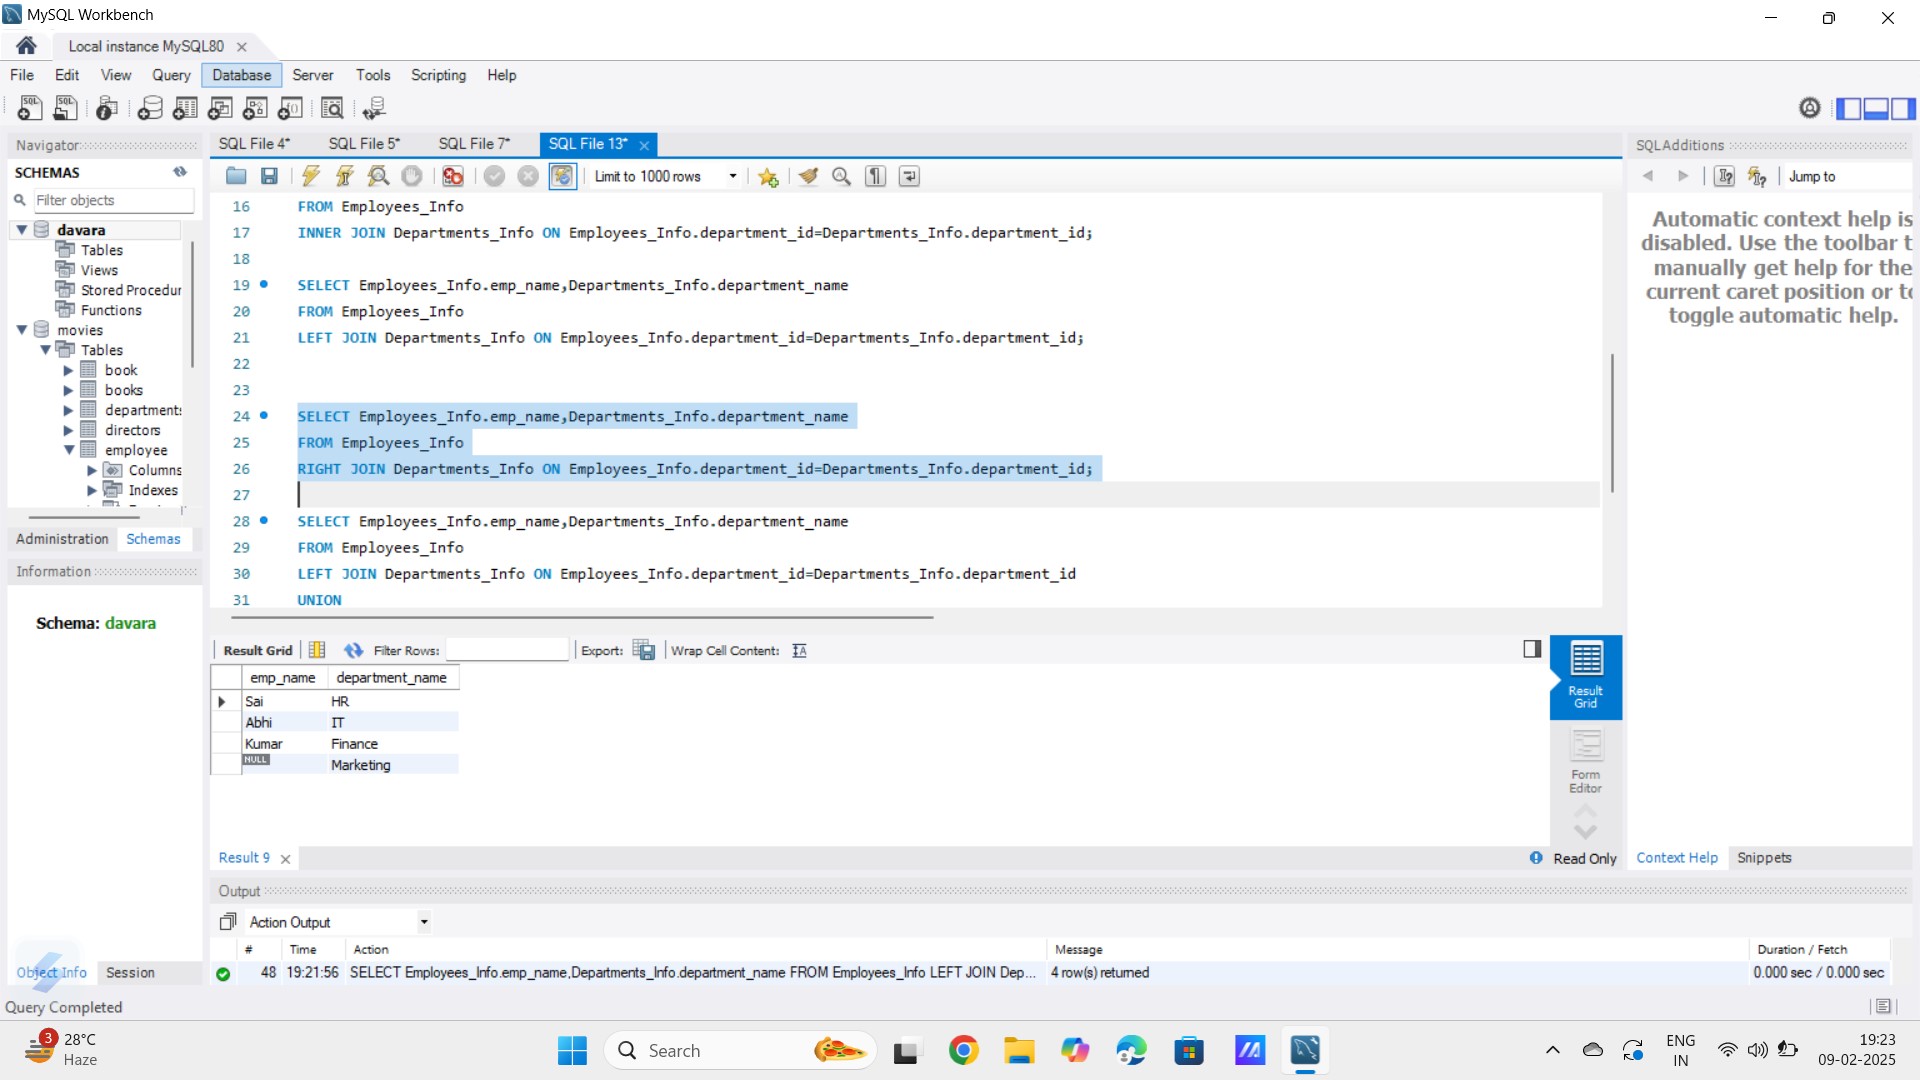 MySQL Workbench
Local instance MySQL80
File Edit View Query Database Server Tools Scripting Help
Navigator
SCHEMAS
Filter objects
davara
Tables
Views
Stored Procedur
Functions
movies
Tables
book
books
departments
directors
employee
Columns
Indexes
Administration Schemas
Information
Schema: davara
Object Info Session
SQL File 4* SQL File 5* SQL File 7* SQL File 13*
Limit to 1000 rows
16 FROM Employees_Info
17 INNER JOIN Departments_Info ON Employees_Info.department_id=Departments_Info.department_id;
18
19 SELECT Employees_Info.emp_name,Departments_Info.department_name
20 FROM Employees_Info
21 LEFT JOIN Departments_Info ON Employees_Info.department_id=Departments_Info.department_id;
22
23
24 SELECT Employees_Info.emp_name,Departments_Info.department_name
25 FROM Employees_Info
26 RIGHT JOIN Departments_Info ON Employees_Info.department_id=Departments_Info.department_id;
27
28 SELECT Employees_Info.emp_name,Departments_Info.department_name
29 FROM Employees_Info
30 LEFT JOIN Departments_Info ON Employees_Info.department_id=Departments_Info.department_id
31 UNION
Result Grid Filter Rows: Export: Wrap Cell Content:
emp_name department_name
Sai HR
Abhi IT
Kumar Finance
NULL Marketing
Result
Grid
Form
Editor
Result 9
Read Only
SQLAdditions
Jump to
Automatic context help is
disabled. Use the toolbar t
manually get help for the
current caret position or to
toggle automatic help.
Context Help Snippets
Output
Action Output
# Time Action Message Duration / Fetch
48 19:21:56 SELECT Employees_Info.emp_name,Departments_Info.department_name FROM Employees_Info LEFT JOIN Dep... 4 row(s) returned 0.000 sec / 0.000 sec
Query Completed
3
28°C
Haze
Search
ENG
IN
19:23
09-02-2025